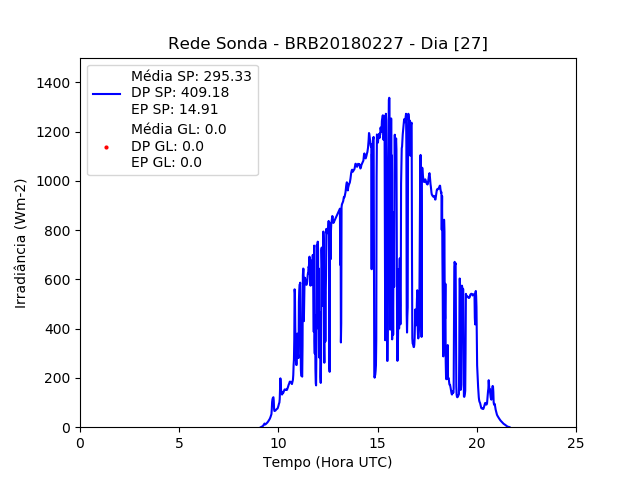 Rede Sonda - BRB20180227 - Dia [27]
Média SP: 295.33
DP SP: 409.18
EP SP: 14.91
Média GL: 0.0
DP GL: 0.0
EP GL: 0.0
Irradiância (Wm-2)
1400
1200
1000
800
600
400
200
0
0 5 10 15 20 25
Tempo (Hora UTC)